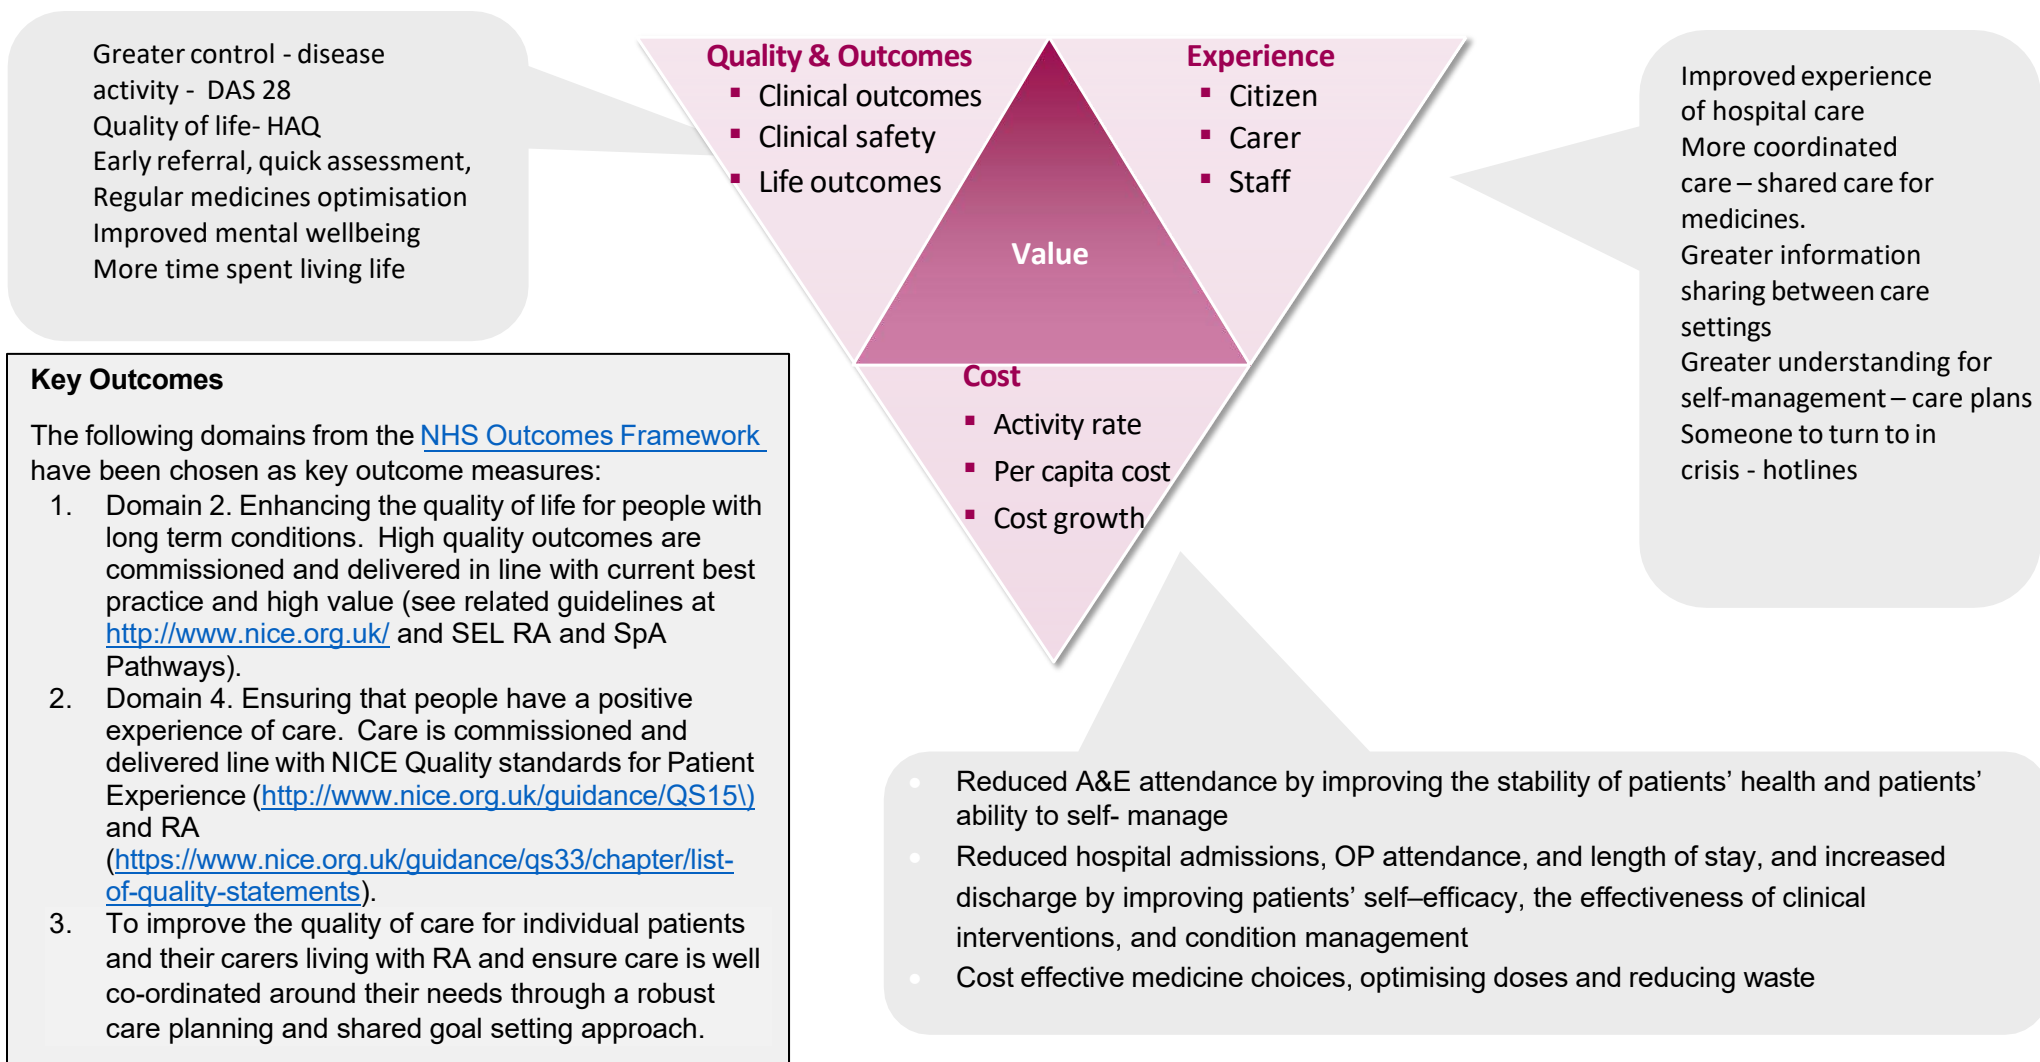 Greater control - disease
activity -  DAS 28
Quality of life- HAQ
Early referral, quick assessment,
Regular medicines optimisation
Improved mental wellbeing
More time spent living life
Quality & Outcomes
▪ Clinical outcomes
▪ Clinical safety
▪ Life outcomes
Experience
▪ Citizen
▪ Carer
▪ Staff
Value
Cost
▪ Activity rate
▪ Per capita cost
▪ Cost growth
Improved experience
of hospital care
More coordinated
care – shared care for
medicines.
Greater information
sharing between care
settings
Greater understanding for
self-management – care plans
Someone to turn to in
crisis - hotlines
Key Outcomes
The following domains from the NHS Outcomes Framework
have been chosen as key outcome measures:
1. Domain 2. Enhancing the quality of life for people with
long term conditions.  High quality outcomes are
commissioned and delivered in line with current best
practice and high value (see related guidelines at
http://www.nice.org.uk/ and SEL RA and SpA
Pathways).
2. Domain 4. Ensuring that people have a positive
experience of care.  Care is commissioned and
delivered line with NICE Quality standards for Patient
Experience (http://www.nice.org.uk/guidance/QS15\)
and RA
(https://www.nice.org.uk/guidance/qs33/chapter/list-
of-quality-statements).
3. To improve the quality of care for individual patients
and their carers living with RA and ensure care is well
co-ordinated around their needs through a robust
care planning and shared goal setting approach.
• Reduced A&E attendance by improving the stability of patients’ health and patients’
ability to self- manage
• Reduced hospital admissions, OP attendance, and length of stay, and increased
discharge by improving patients’ self–efficacy, the effectiveness of clinical
interventions, and condition management
• Cost effective medicine choices, optimising doses and reducing waste